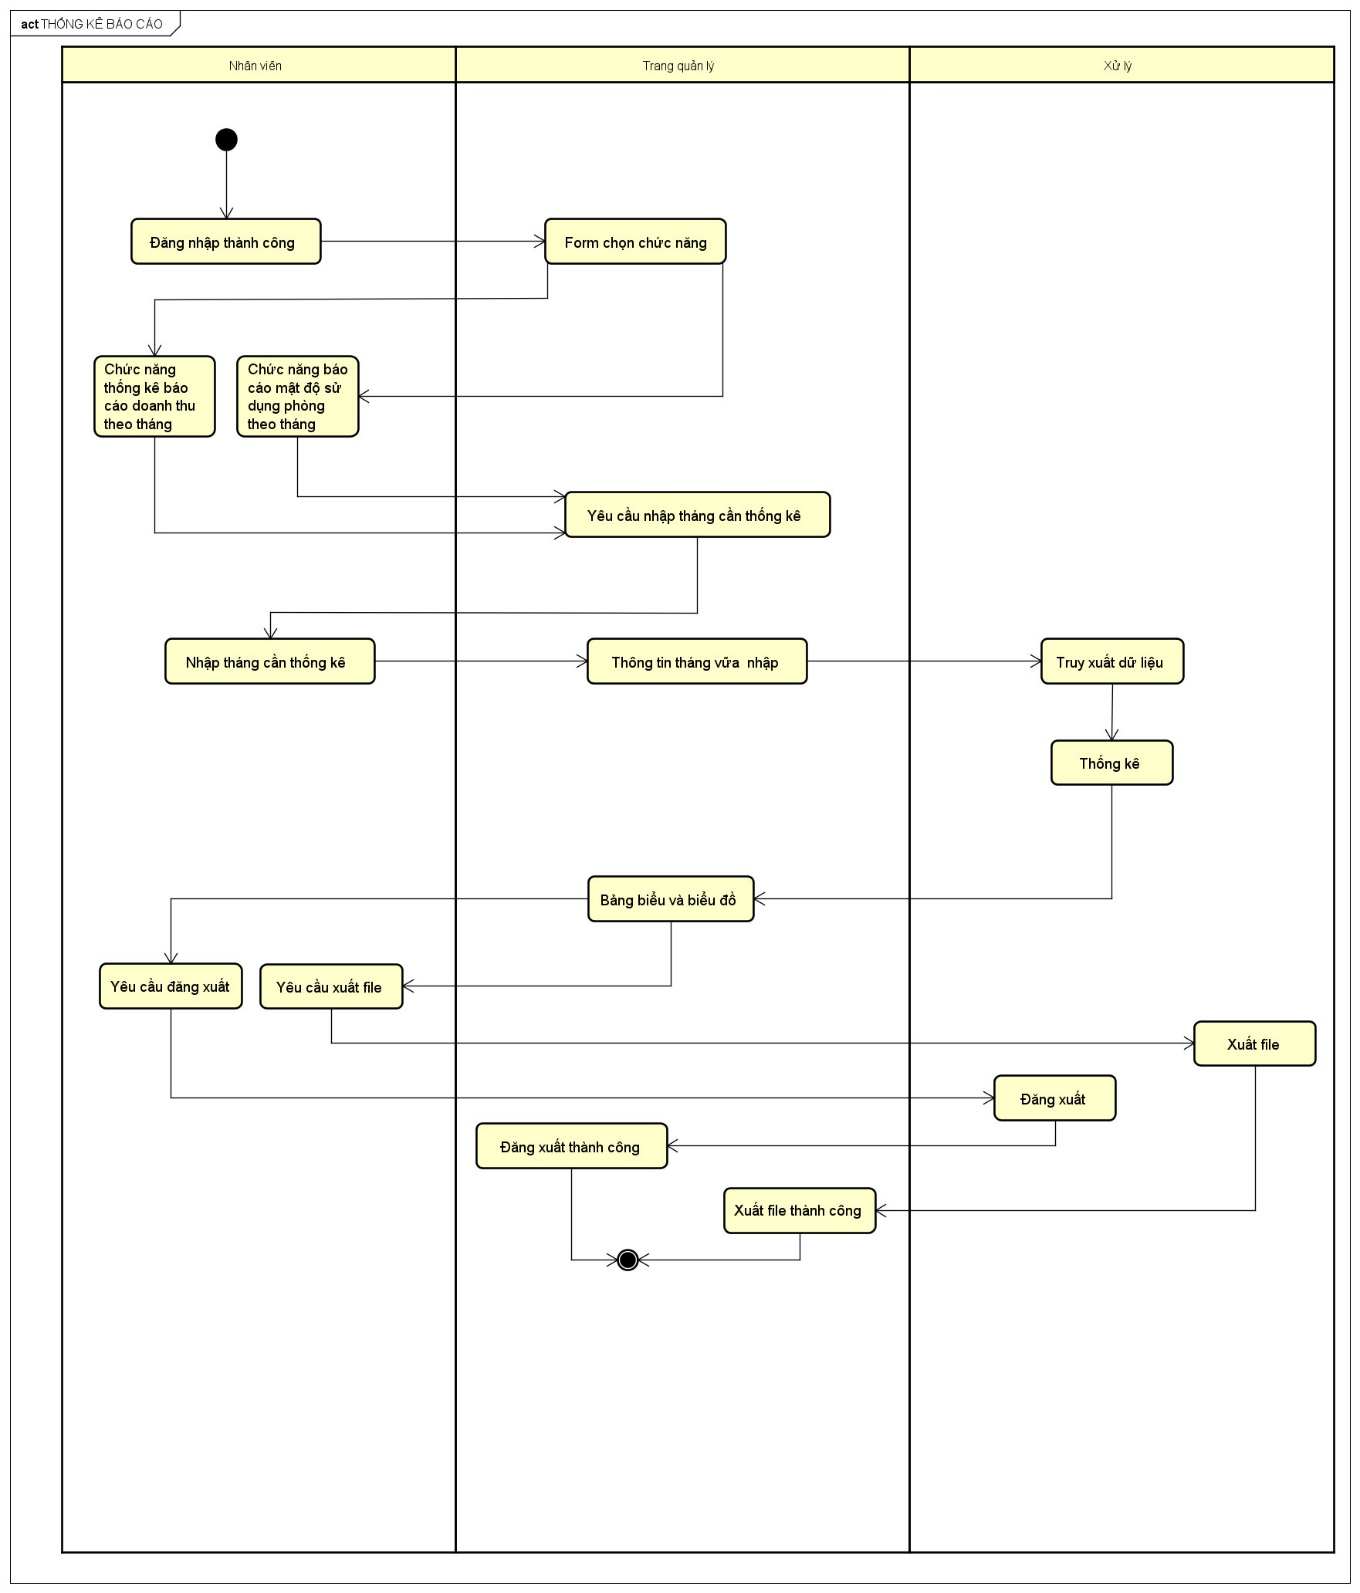 act THỐNG KÊ BÁO CÁO
Nhân viên
Trang quản lý
Xử lý
Đăng nhập thành công
Form chọn chức năng
Chức năng
thống kê báo
cáo doanh thu
theo tháng
Chức năng báo
cáo mật độ sử
dụng phòng
theo tháng
Yêu cầu nhập tháng cần thống kê
Nhập tháng cần thống kê
Thông tin tháng vữa nhập
Truy xuất dữ liệu
Thống kê
Bảng biểu và biểu đồ
Yêu cầu đăng xuất
Yêu cầu xuất file
Xuất file
Đăng xuất
Đăng xuất thành công
Xuất file thành công